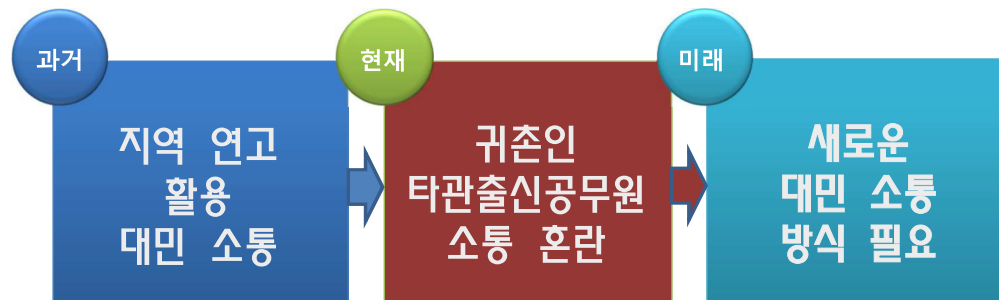 과거
지역 연고
활용
대민 소통
현재
귀촌인
타관출신공무원
소통 혼란
미래
새로운
대민 소통
방식 필요